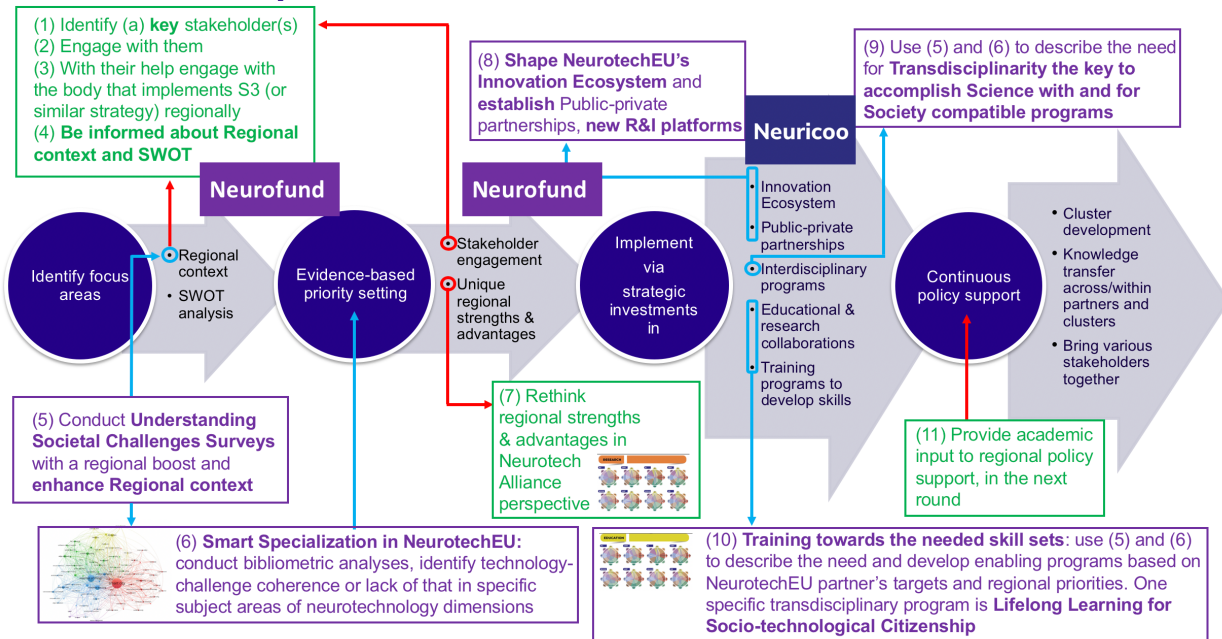 (1) Identify (a) key stakeholder(s)
(2) Engage with them
(3) With their help engage with
the body that implements S3 (or
similar strategy) regionally
(4) Be informed about Regional
context and SWOT
(8) Shape NeurotechEU's
Innovation Ecosystem and
establish Public-private
partnerships, new R&I platforms
(9) Use (5) and (6) to describe the need
for Transdisciplinarity the key to
accomplish Science with and for
Society compatible programs
Neurofund
Neurofund
Neuricoo
Identify focus
areas
• Regional
context
• SWOT
analysis
Evidence-based
priority setting
• Stakeholder
engagement
• Unique
regional
strengths &
advantages
Implement
via
strategic
investments
in
• Innovation
Ecosystem
• Public-private
partnerships
• Interdisciplinary
programs
• Educational &
research
collaborations
• Training
programs to
develop skills
Continuous
policy support
• Cluster
development
• Knowledge
transfer
across/within
partners and
clusters
• Bring various
stakeholders
together
(5) Conduct Understanding
Societal Challenges Surveys
with a regional boost and
enhance Regional context
(7) Rethink
regional strengths
& advantages in
Neurotech
Alliance
perspective
RESEARCH
(11) Provide academic
input to regional policy
support, in the next
round
(6) Smart Specialization in NeurotechEU:
conduct bibliometric analyses, identify technology-
challenge coherence or lack of that in specific
subject areas of neurotechnology dimensions
EDUCATION
(10) Training towards the needed skill sets: use (5) and (6)
to describe the need and develop enabling programs based on
NeurotechEU partner's targets and regional priorities. One
specific transdisciplinary program is Lifelong Learning for
Socio-technological Citizenship